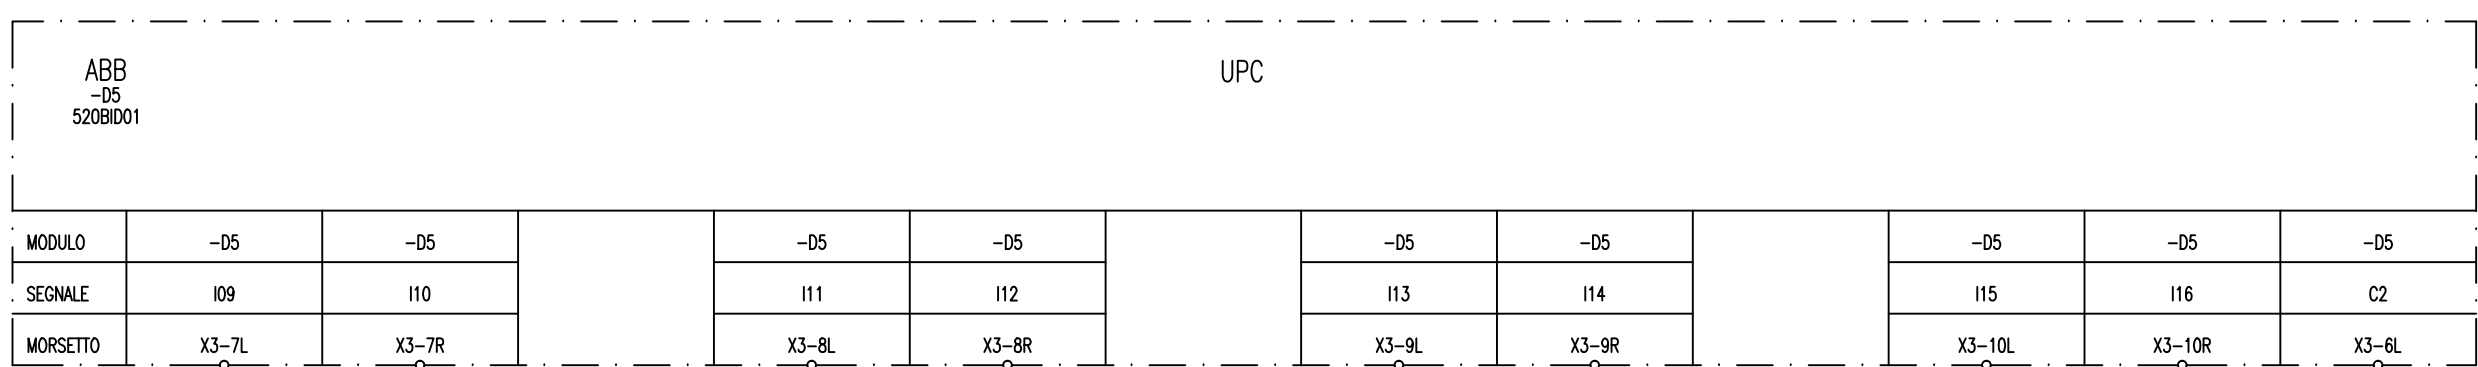 ABB
-D5
520BID01
UPC
MODULO -D5 -D5 -D5 -D5 -D5 -D5 -D5 -D5 -D5
SEGNALE I09 I10 I11 I12 I13 I14 I15 I16 C2
MORSETTO X3-7L X3-7R X3-8L X3-8R X3-9L X3-9R X3-10L X3-10R X3-6L